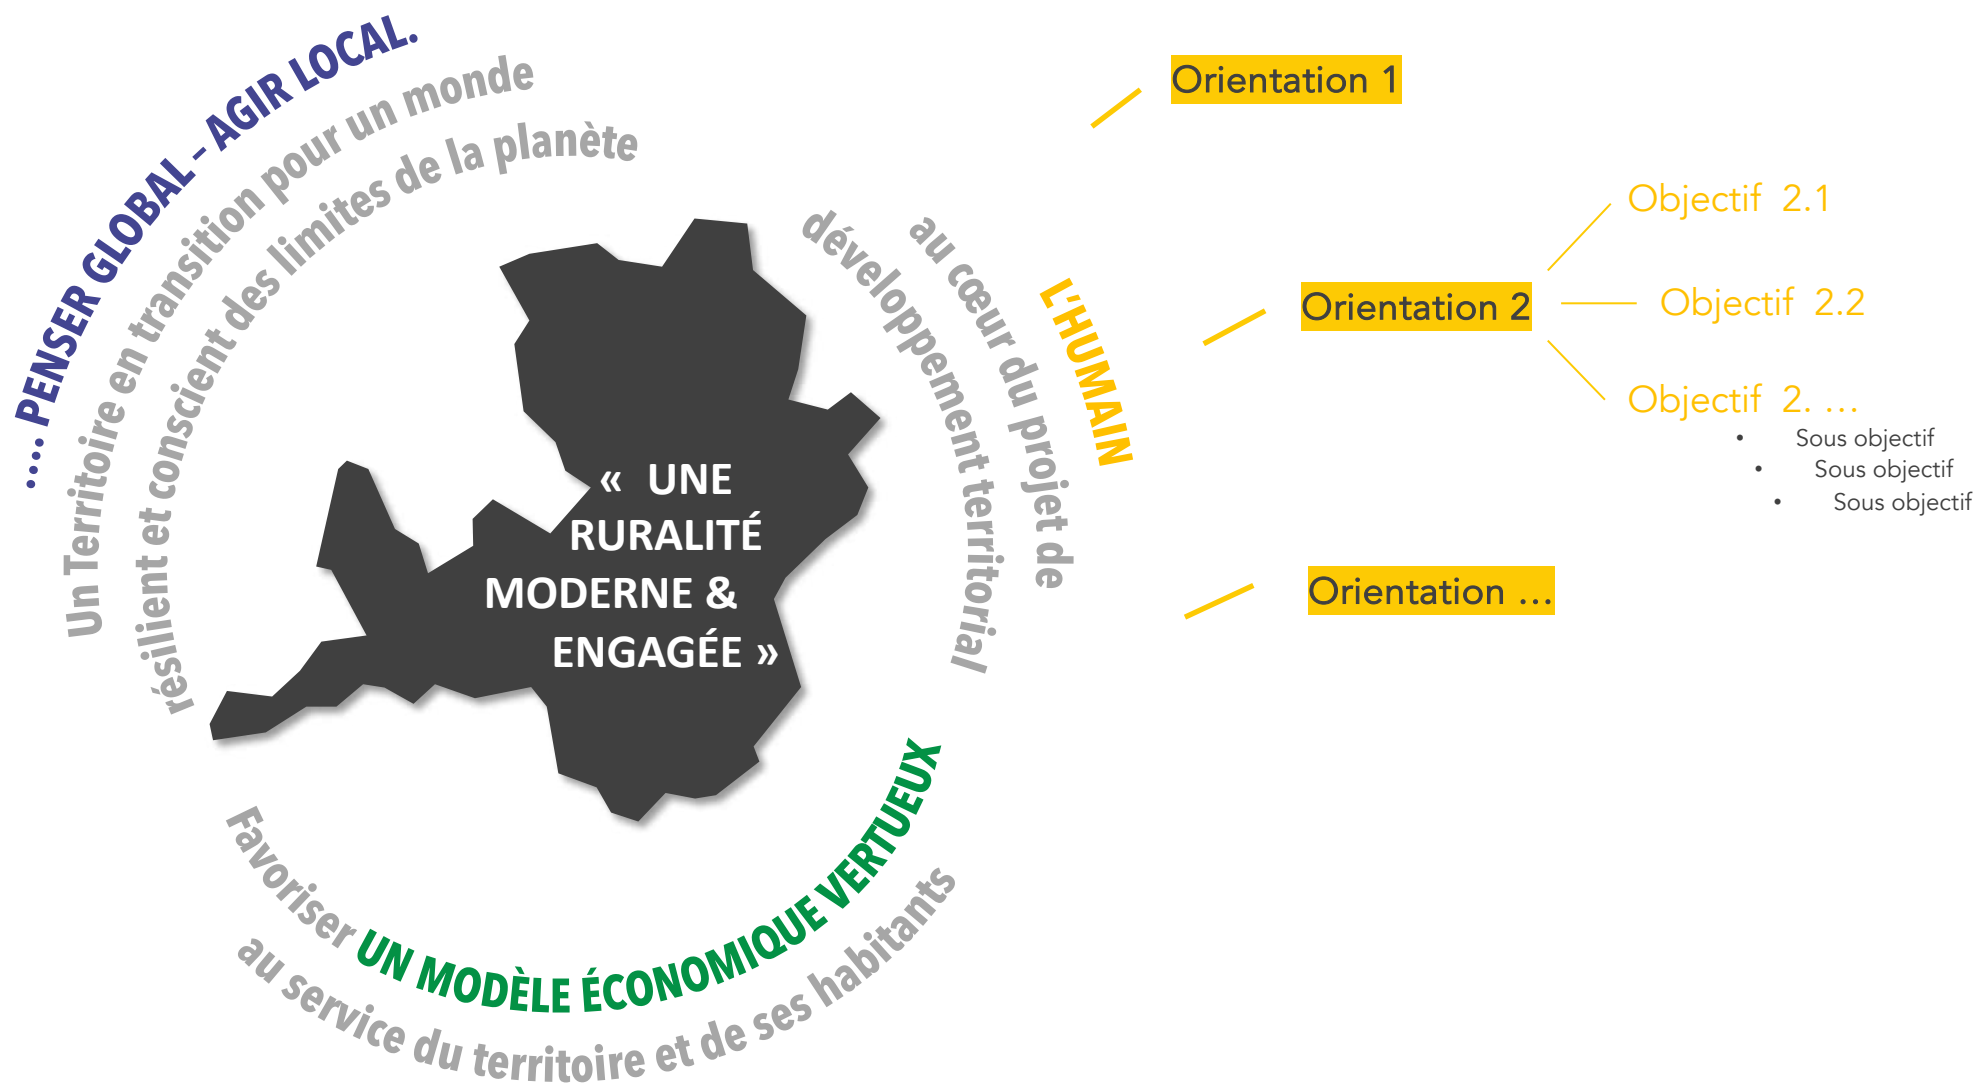 .... PENSER GLOBAL – AGIR LOCAL.
Un Territoire en transition pour un monde
résilient et conscient des limites de la planète
L'HUMAIN
au cœur du projet de
développement territorial
« UNE
RURALITÉ
MODERNE &
ENGAGÉE »
Favoriser UN MODÈLE ÉCONOMIQUE VERTUEUX
au service du territoire et de ses habitants
Orientation 1
Orientation 2
Objectif 2.1
Objectif 2.2
Objectif 2. ...
• Sous objectif
• Sous objectif
• Sous objectif
Orientation ...